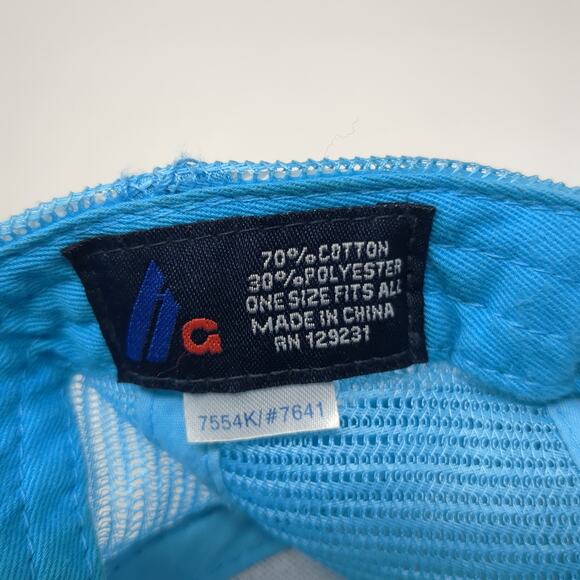 70% COTTON
30% POLYESTER
ONE SIZE FITS ALL
MADE IN CHINA
RN 129231
G
7554K/#7641